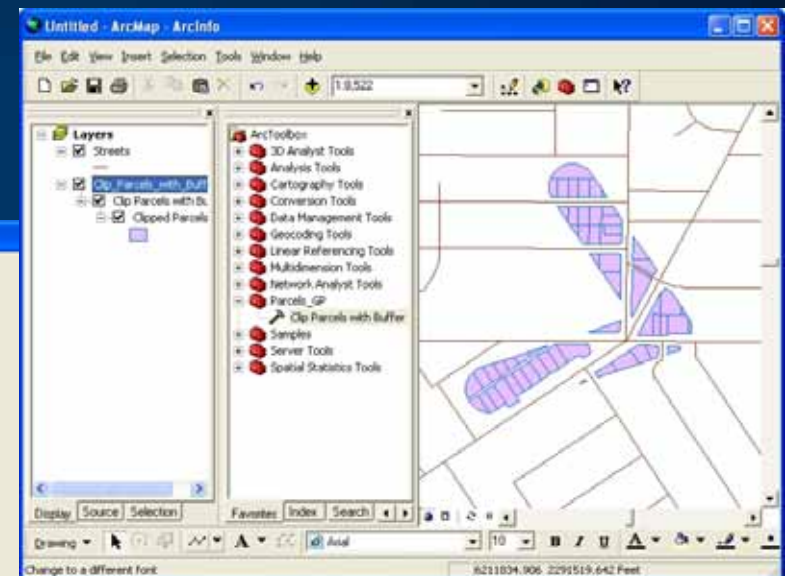 Untitled - ArcMap - ArcInfo
File Edit View Insert Selection Tools Window Help
1:8,522
Layers
Streets
Clip_Parcels_with_Buff
Clip Parcels with Bu
Clipped Parcels
Display Source Selection
ArcToolbox
3D Analyst Tools
Analysis Tools
Cartography Tools
Conversion Tools
Data Management Tools
Geocoding Tools
Linear Referencing Tools
Multidimension Tools
Network Analyst Tools
Parcels_GP
Clip Parcels with Buffer
Samples
Server Tools
Spatial Statistics Tools
Favorites Index Search
Drawing A Arial 10 B I U A
Change to a different font
6211834.906 2291519.642 Feet